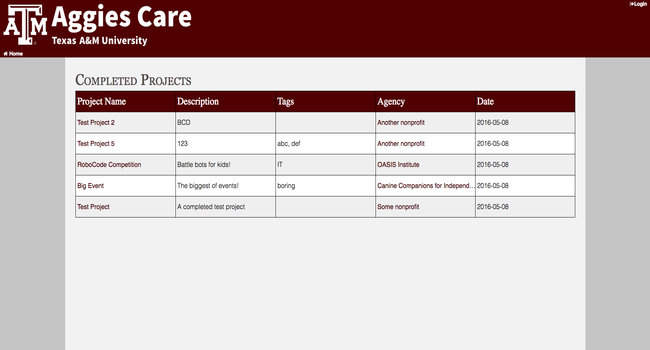 Login
ATM Aggies Care
Texas A&M University
Home
Completed Projects
Project Name Description Tags Agency Date
Test Project 2 BCD Another nonprofit 2016-05-08
Test Project 5 123 abc, def Another nonprofit 2016-05-08
RoboCode Competition Battle bots for kids! IT OASIS Institute 2016-05-08
Big Event The biggest of events! boring Canine Companions for Independ... 2016-05-08
Test Project A completed test project Some nonprofit 2016-05-08